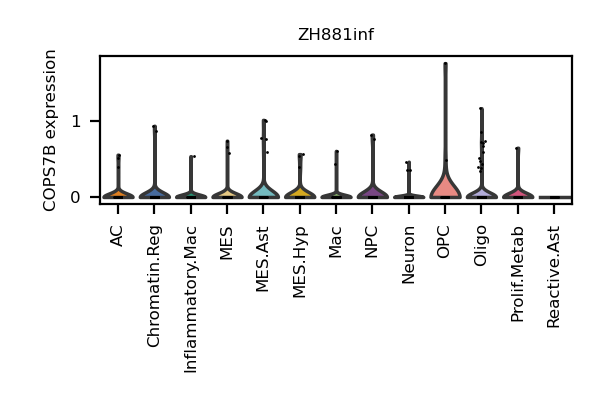 ZH881inf
COPS7B expression
1
0
AC
Chromatin.Reg
Inflammatory.Mac
MES
MES.Ast
MES.Hyp
Mac
NPC
Neuron
OPC
Oligo
Prolif.Metab
Reactive.Ast